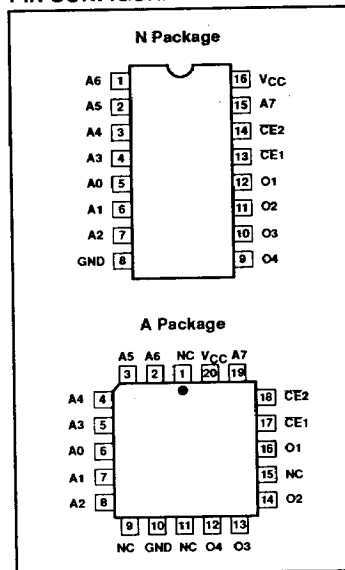 N Package
A6 1 16 VCC
A5 2 15 A7
A4 3 14 CE2
A3 4 13 CE1
A0 5 12 O1
A1 6 11 O2
A2 7 10 O3
GND 8 9 O4
A Package
A5 A6 NC VCC A7
3 2 1 20 19
A4 4 18 CE2
A3 5 17 CE1
A0 6 16 O1
A1 7 15 NC
A2 8 14 O2
9 10 11 12 13
NC GND NC O4 O3